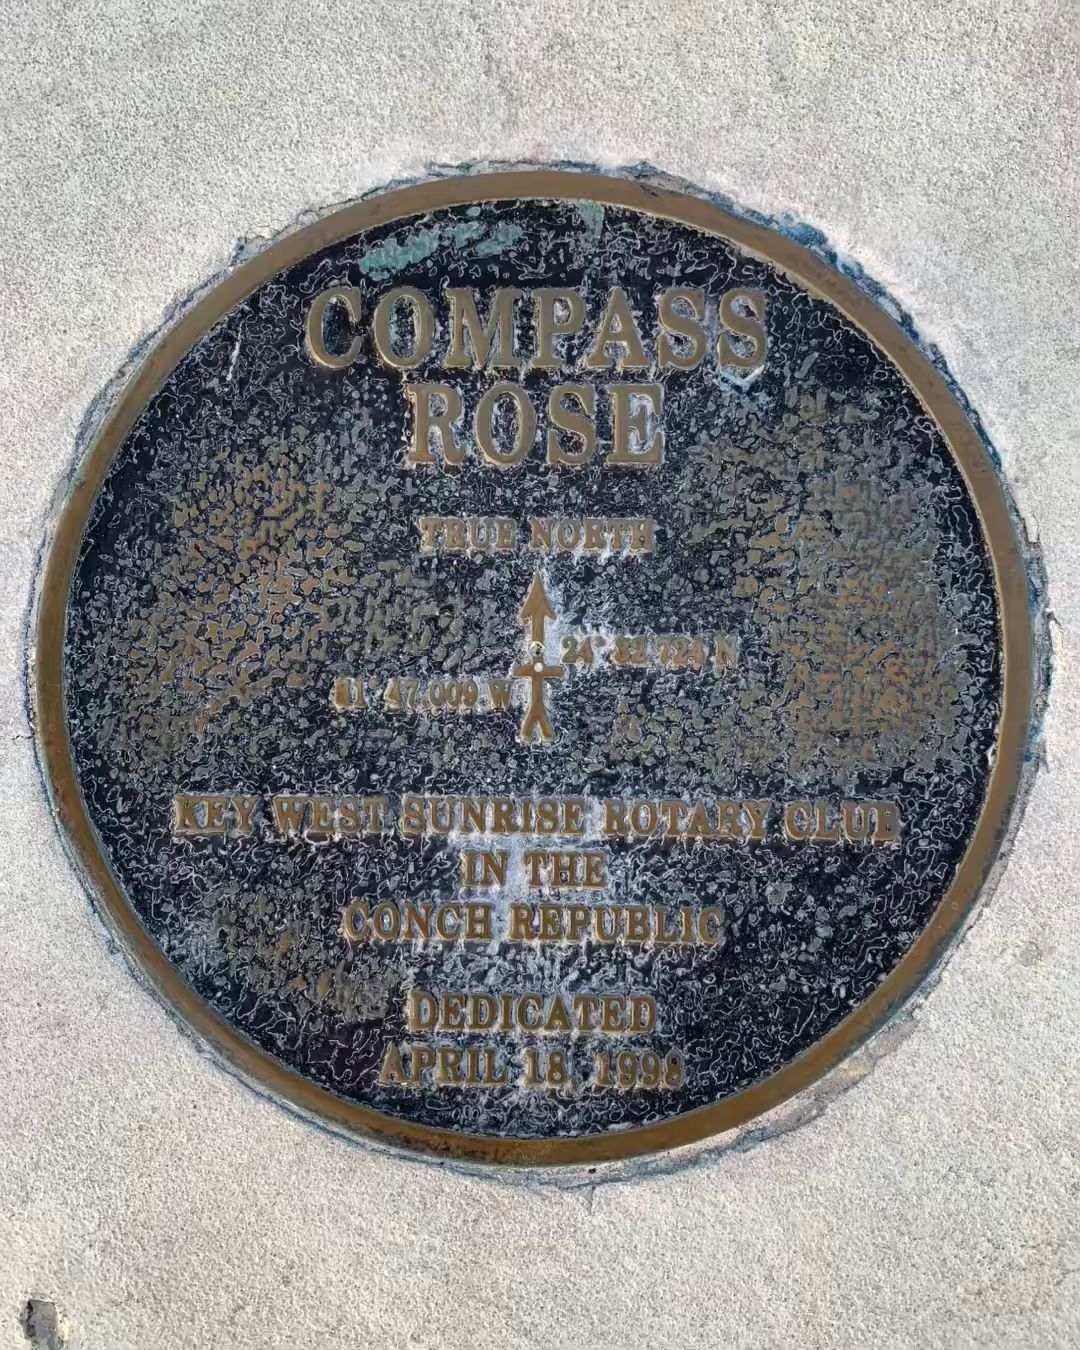 COMPASS
ROSE
TRUE NORTH
24° 32.724 N
81° 47.009 W
KEY WEST SUNRISE ROTARY CLUB
IN THE
CONCH REPUBLIC
DEDICATED
APRIL 18, 1998